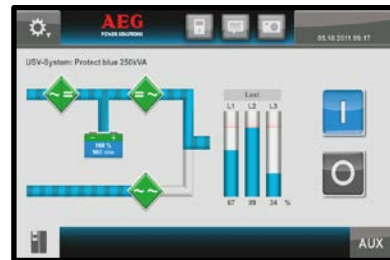 AEG
POWER SOLUTIONS
05.10.2011 09:17
USV-System: Protect blue 250kVA
~ =
= ~
Last
L1 L2 L3
- +
100 %
I
O
~ ~
67 99 34 %
AUX